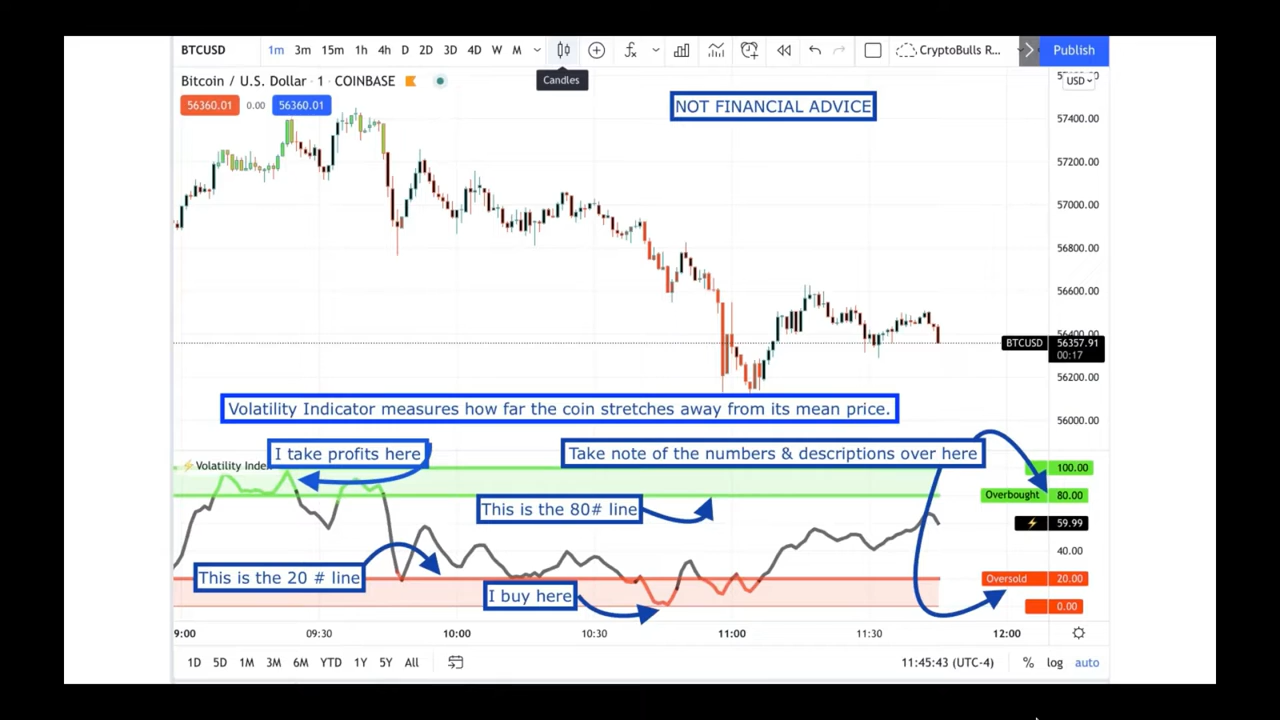 BTCUSD 1m 3m 15m 1h 4h D 2D 3D 4D W M CryptoBulls R... Publish
Candles
Bitcoin / U.S. Dollar · 1 COINBASE USD
56360.01 0.00 56360.01
NOT FINANCIAL ADVICE
57400.00
57200.00
57000.00
56800.00
56600.00
56400.00
BTCUSD 56357.91
00:17
56200.00
Volatility Indicator measures how far the coin stretches away from its mean price.
56000.00
I take profits here
Take note of the numbers & descriptions over here
Volatility Index
100.00
Overbought 80.00
This is the 80# line
59.99
40.00
This is the 20 # line
Oversold 20.00
I buy here
0.00
9:00 09:30 10:00 10:30 11:00 11:30 12:00
1D 5D 1M 3M 6M YTD 1Y 5Y All 11:45:43 (UTC-4) % log auto